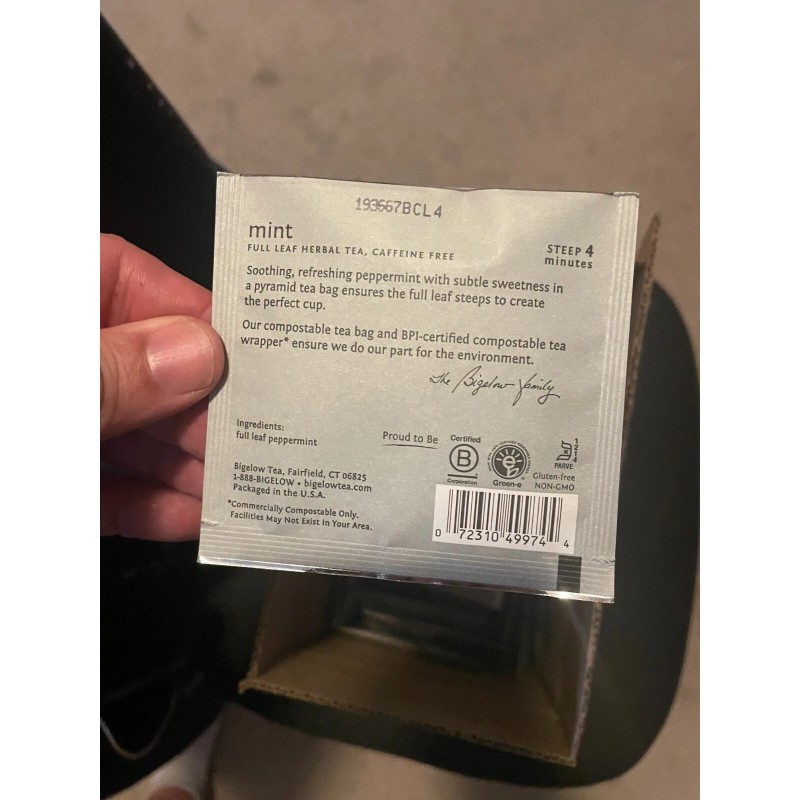 193667BCL4
mint
FULL LEAF HERBAL TEA, CAFFEINE FREE
STEEP 4
minutes
Soothing, refreshing peppermint with subtle sweetness in
a pyramid tea bag ensures the full leaf steeps to create
the perfect cup.
Our compostable tea bag and BPI-certified compostable tea
wrapper* ensure we do our part for the environment.
The Bigelow family
Ingredients:
full leaf peppermint
Proud to Be
Certified
B
Corporation
e
Green-e
PARVE
Gluten-free
NON-GMO
Bigelow Tea, Fairfield, CT 06825
1-888-BIGELOW • bigelowtea.com
Packaged in the U.S.A.
*Commercially Compostable Only.
Facilities May Not Exist In Your Area.
0 72310 49974 4